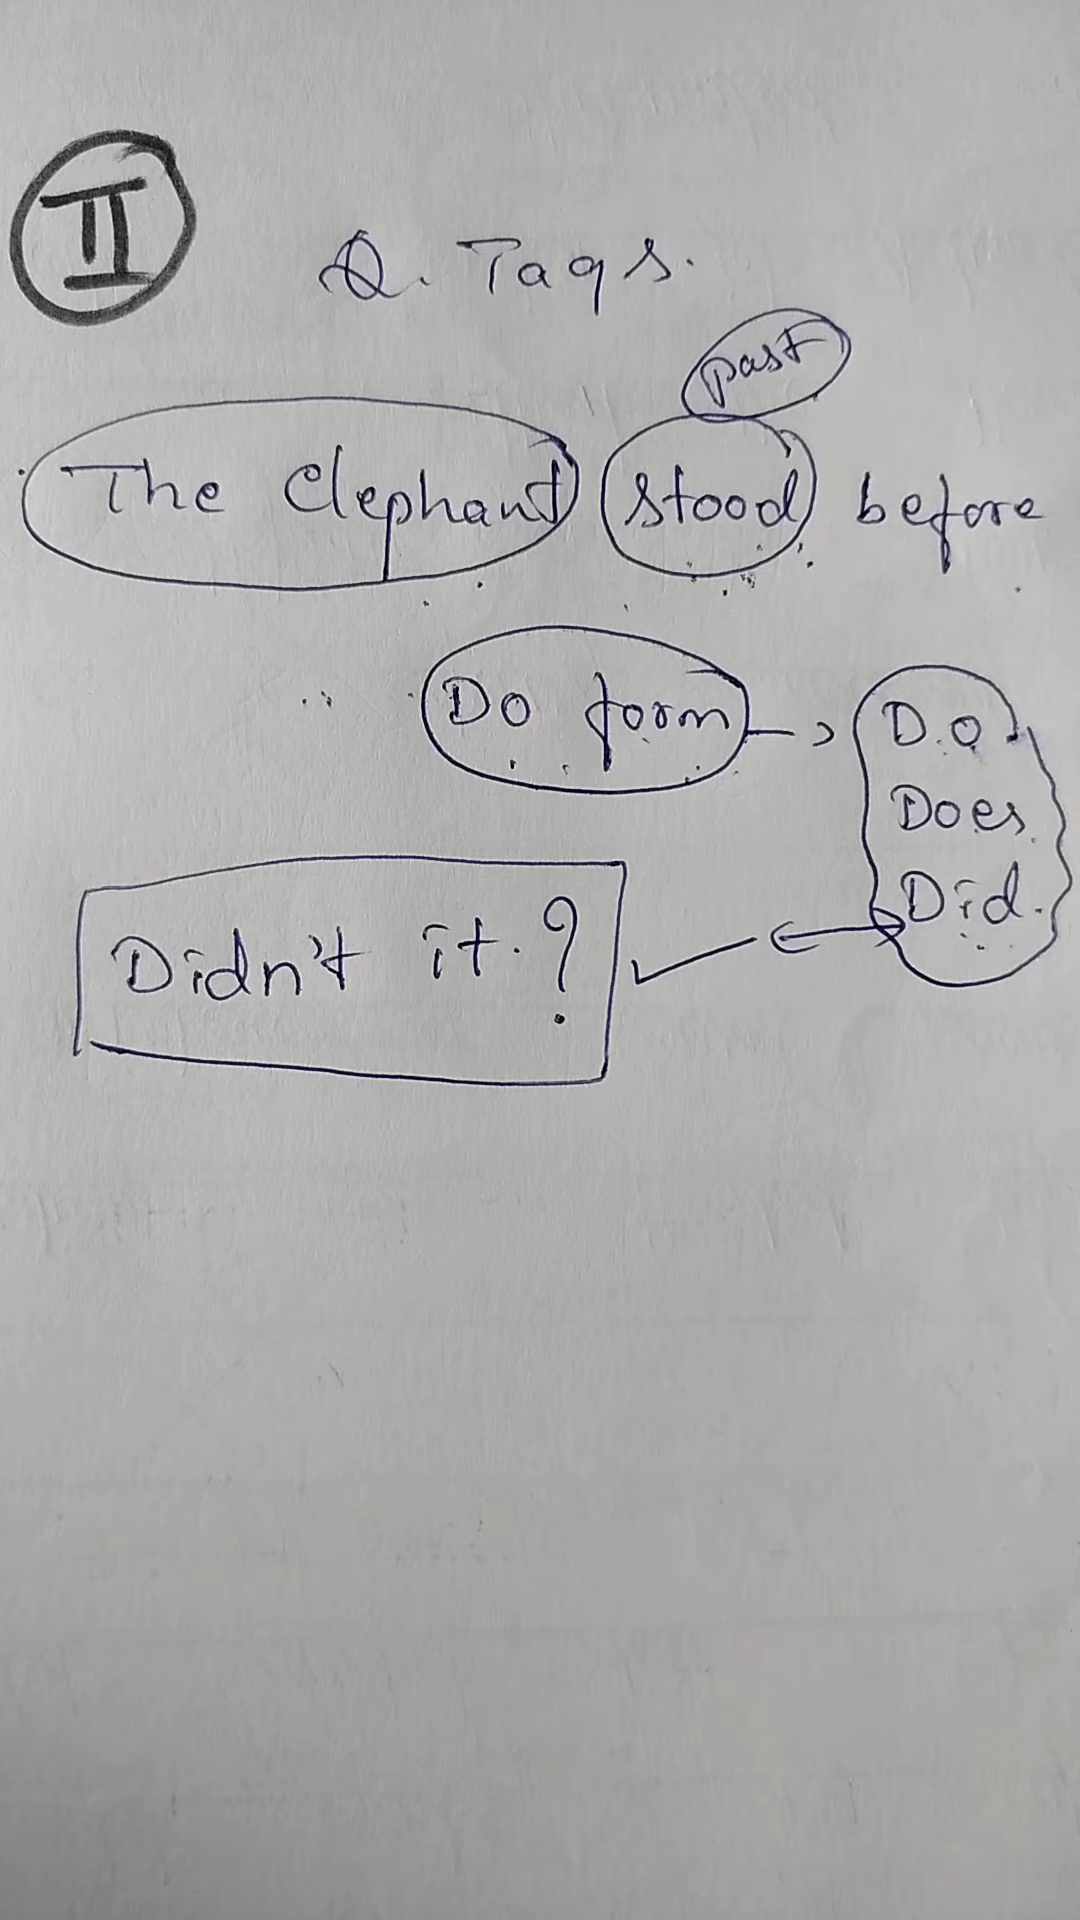 II
Q. Tags.
past
The Elephant stood before
Do form -> Do
Does
Did.
Didn't it.?